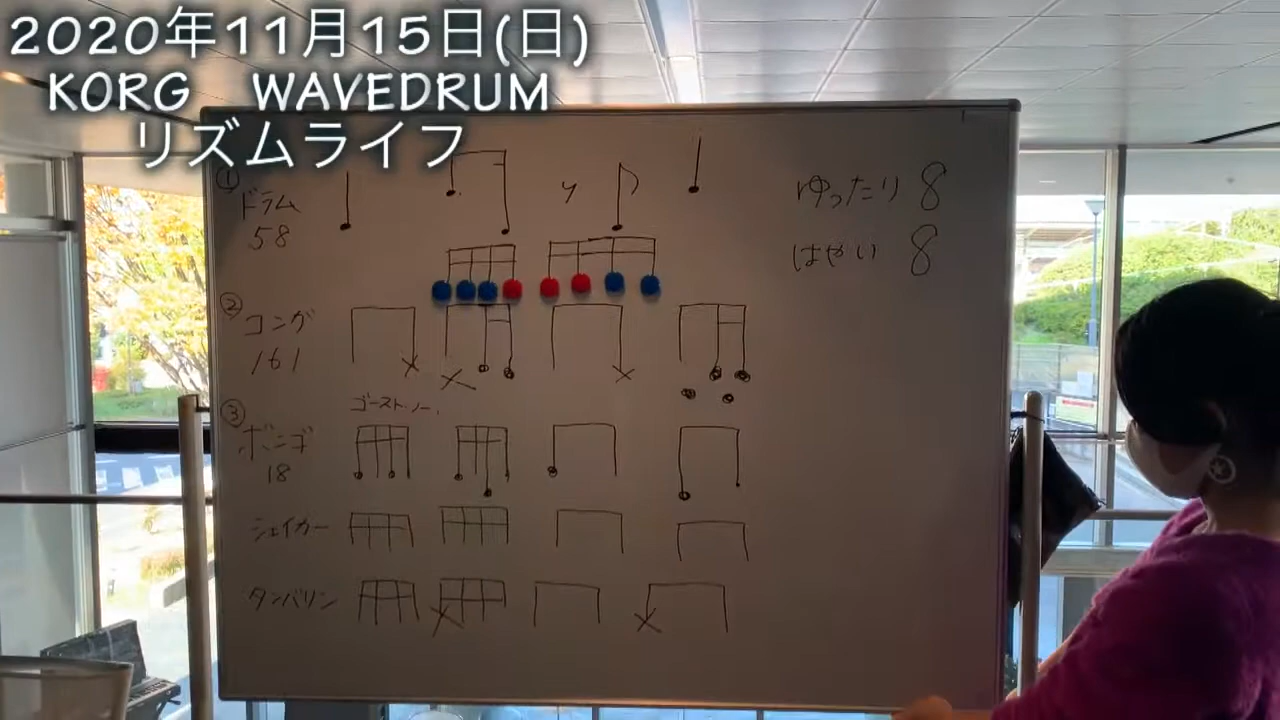 2020年11月15日(日)
KORG WAVEDRUM
リズムライフ
① ドラム
58
② コンガ
161
ゴーストノー
③ ボンゴ
18
シェイカー
タンバリン
ゆったり 8
はやい 8